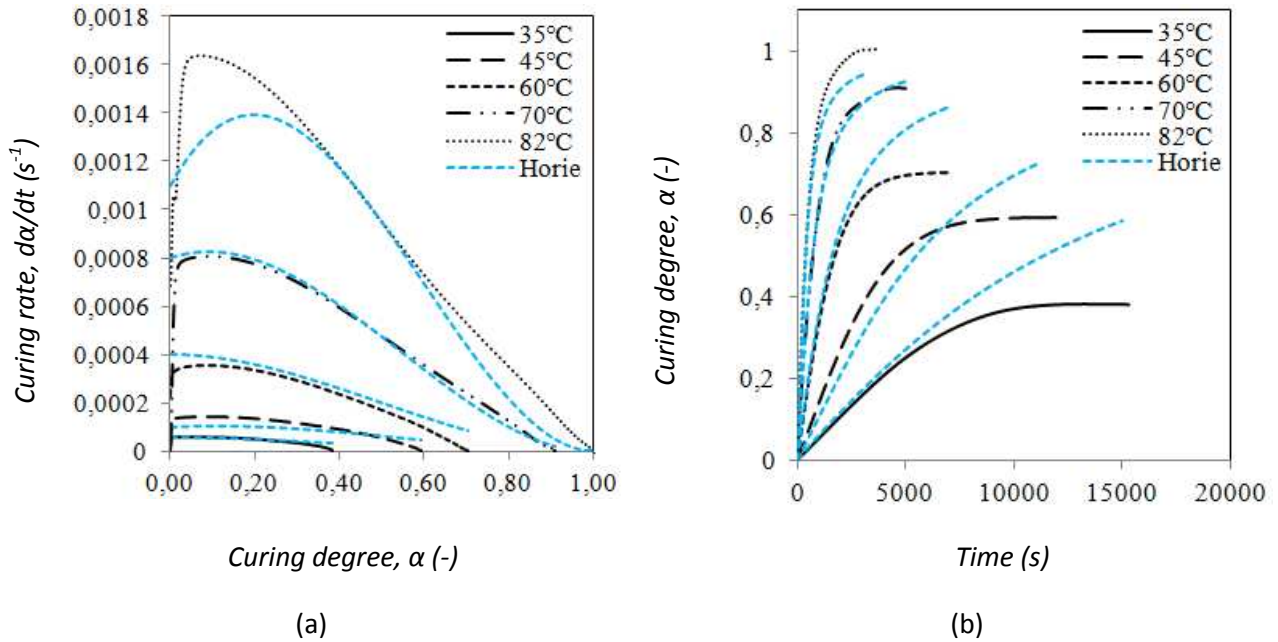 0,0018
0,0016
0,0014
0,0012
0,001
0,0008
0,0006
0,0004
0,0002
0
0,00 0,20 0,40 0,60 0,80 1,00
Curing rate, dα/dt (s-1)
Curing degree, α (-)
35°C
45°C
60°C
70°C
82°C
Horie
(a)
1
0,8
0,6
0,4
0,2
0
0 5000 10000 15000 20000
Curing degree, α (-)
Time (s)
35°C
45°C
60°C
70°C
82°C
Horie
(b)